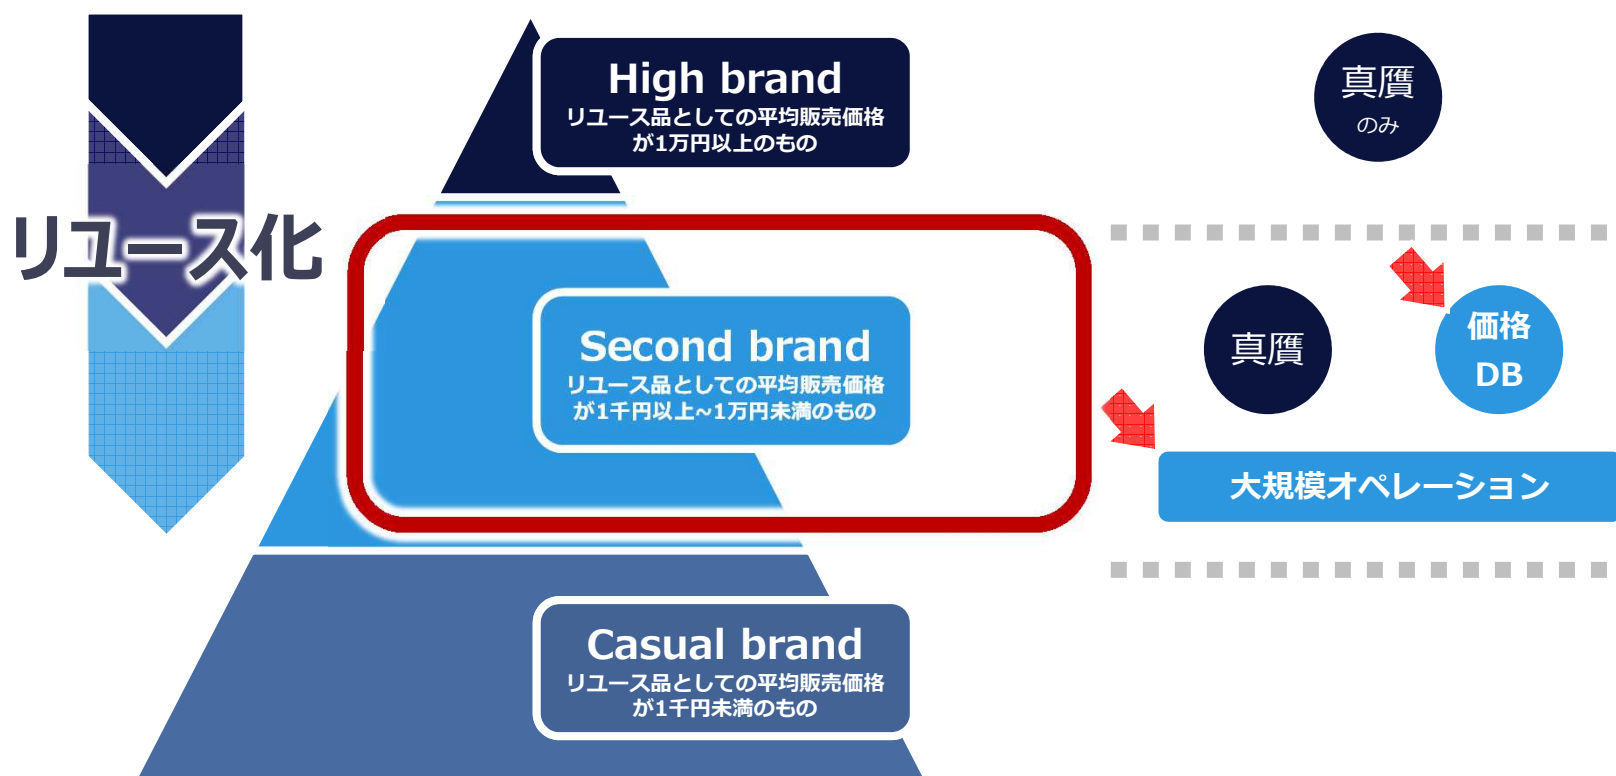 High brand
リユース品としての平均販売価格
が1万円以上のもの
真贋
のみ
リユース化
Second brand
リユース品としての平均販売価格
が1千円以上~1万円未満のもの
真贋
価格
DB
大規模オペレーション
Casual brand
リユース品としての平均販売価格
が1千円未満のもの